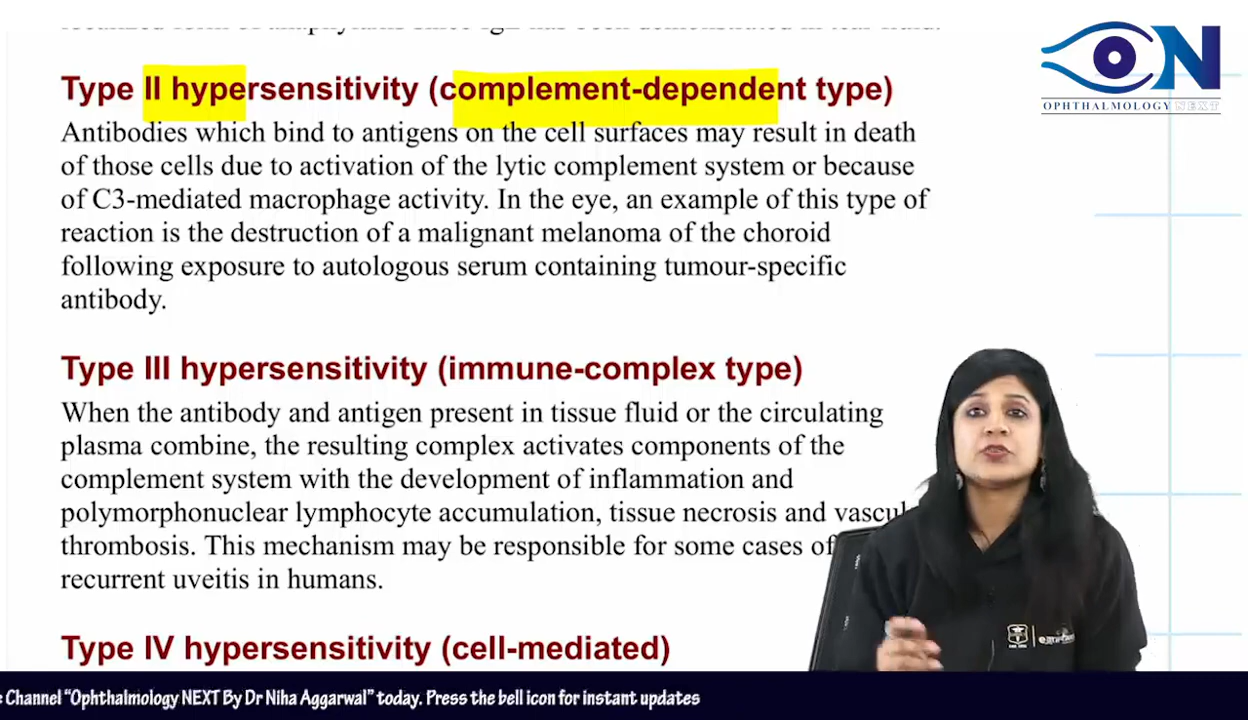 Type II hypersensitivity (complement-dependent type)
Antibodies which bind to antigens on the cell surfaces may result in death
of those cells due to activation of the lytic complement system or because
of C3-mediated macrophage activity. In the eye, an example of this type of
reaction is the destruction of a malignant melanoma of the choroid
following exposure to autologous serum containing tumour-specific
antibody.
Type III hypersensitivity (immune-complex type)
When the antibody and antigen present in tissue fluid or the circulating
plasma combine, the resulting complex activates components of the
complement system with the development of inflammation and
polymorphonuclear lymphocyte accumulation, tissue necrosis and
thrombosis. This mechanism may be responsible for some cases of
recurrent uveitis in humans.
Type IV hypersensitivity (cell-mediated)
ON
OPHTHALMOLOGY NEXT
Channel “Ophthalmology NEXT By Dr Niha Aggarwal” today. Press the bell icon for instant updates